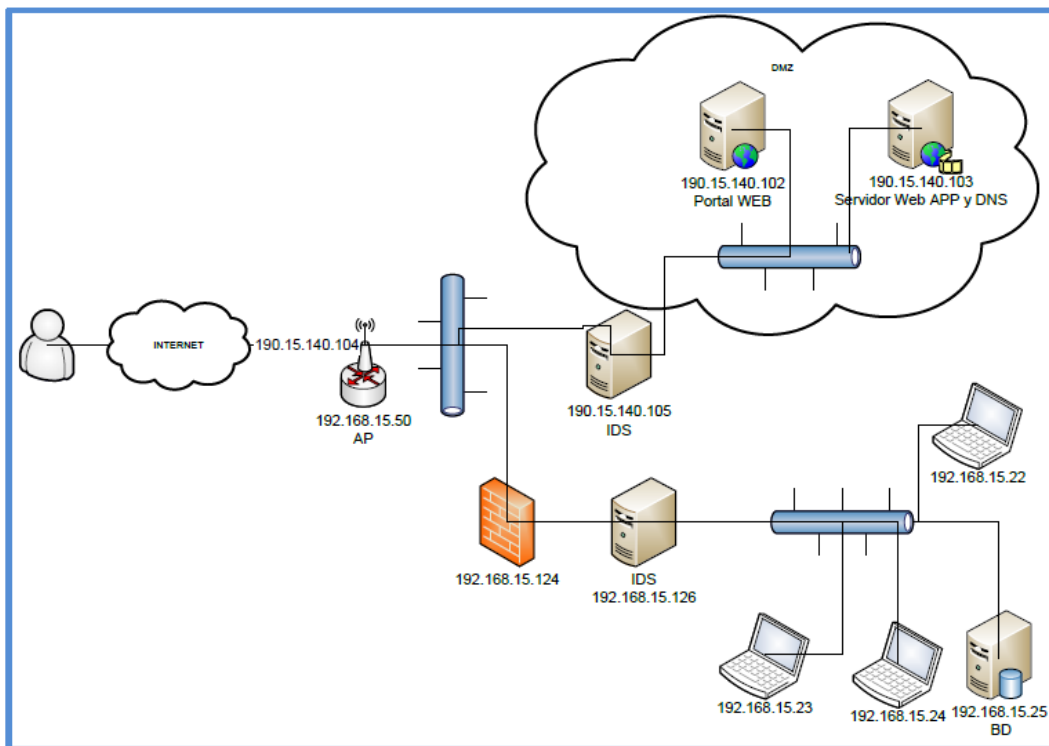 DMZ
190.15.140.102
Portal WEB
190.15.140.103
Servidor Web APP y DNS
INTERNET
190.15.140.104
192.168.15.50
AP
190.15.140.105
IDS
192.168.15.22
192.168.15.124
IDS
192.168.15.126
192.168.15.23
192.168.15.24
192.168.15.25
BD